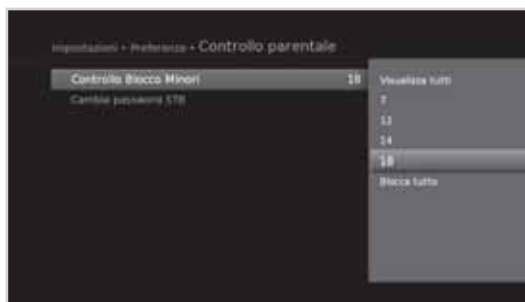 Impostazioni • Preferenze • Controllo parentale
Controllo Blocco Minori 18
Cambia password STB
Visualizza tutti
7
12
14
18
Blocca tutto